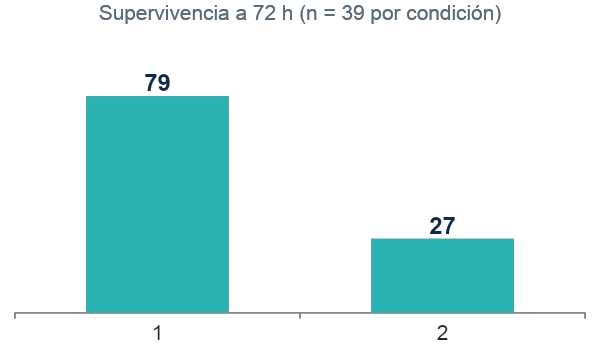 Supervivencia a 72 h (n = 39 por condición)
79
27
1
2